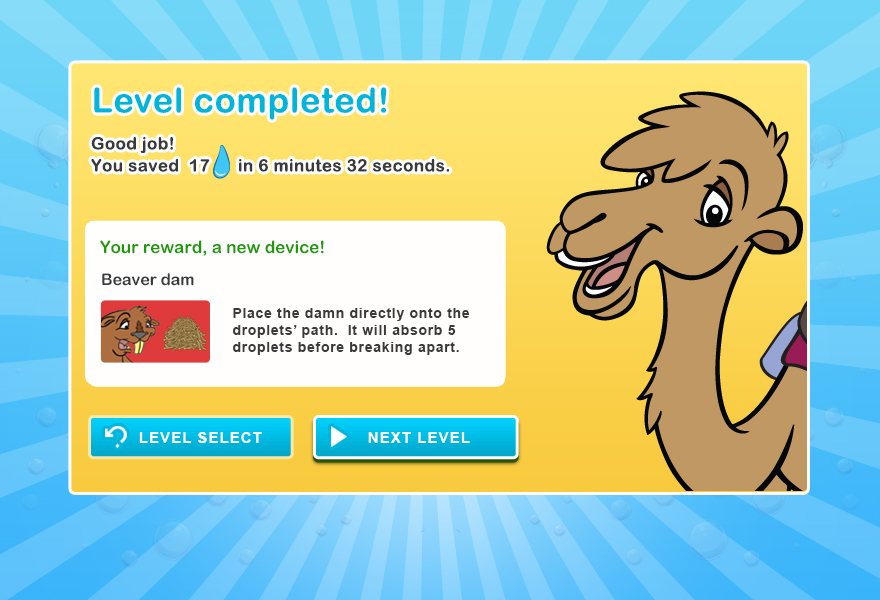 Level completed!
Good job!
You saved 17 in 6 minutes 32 seconds.
Your reward, a new device!
Beaver dam
Place the damn directly onto the
droplets’ path. It will absorb 5
droplets before breaking apart.
LEVEL SELECT
NEXT LEVEL